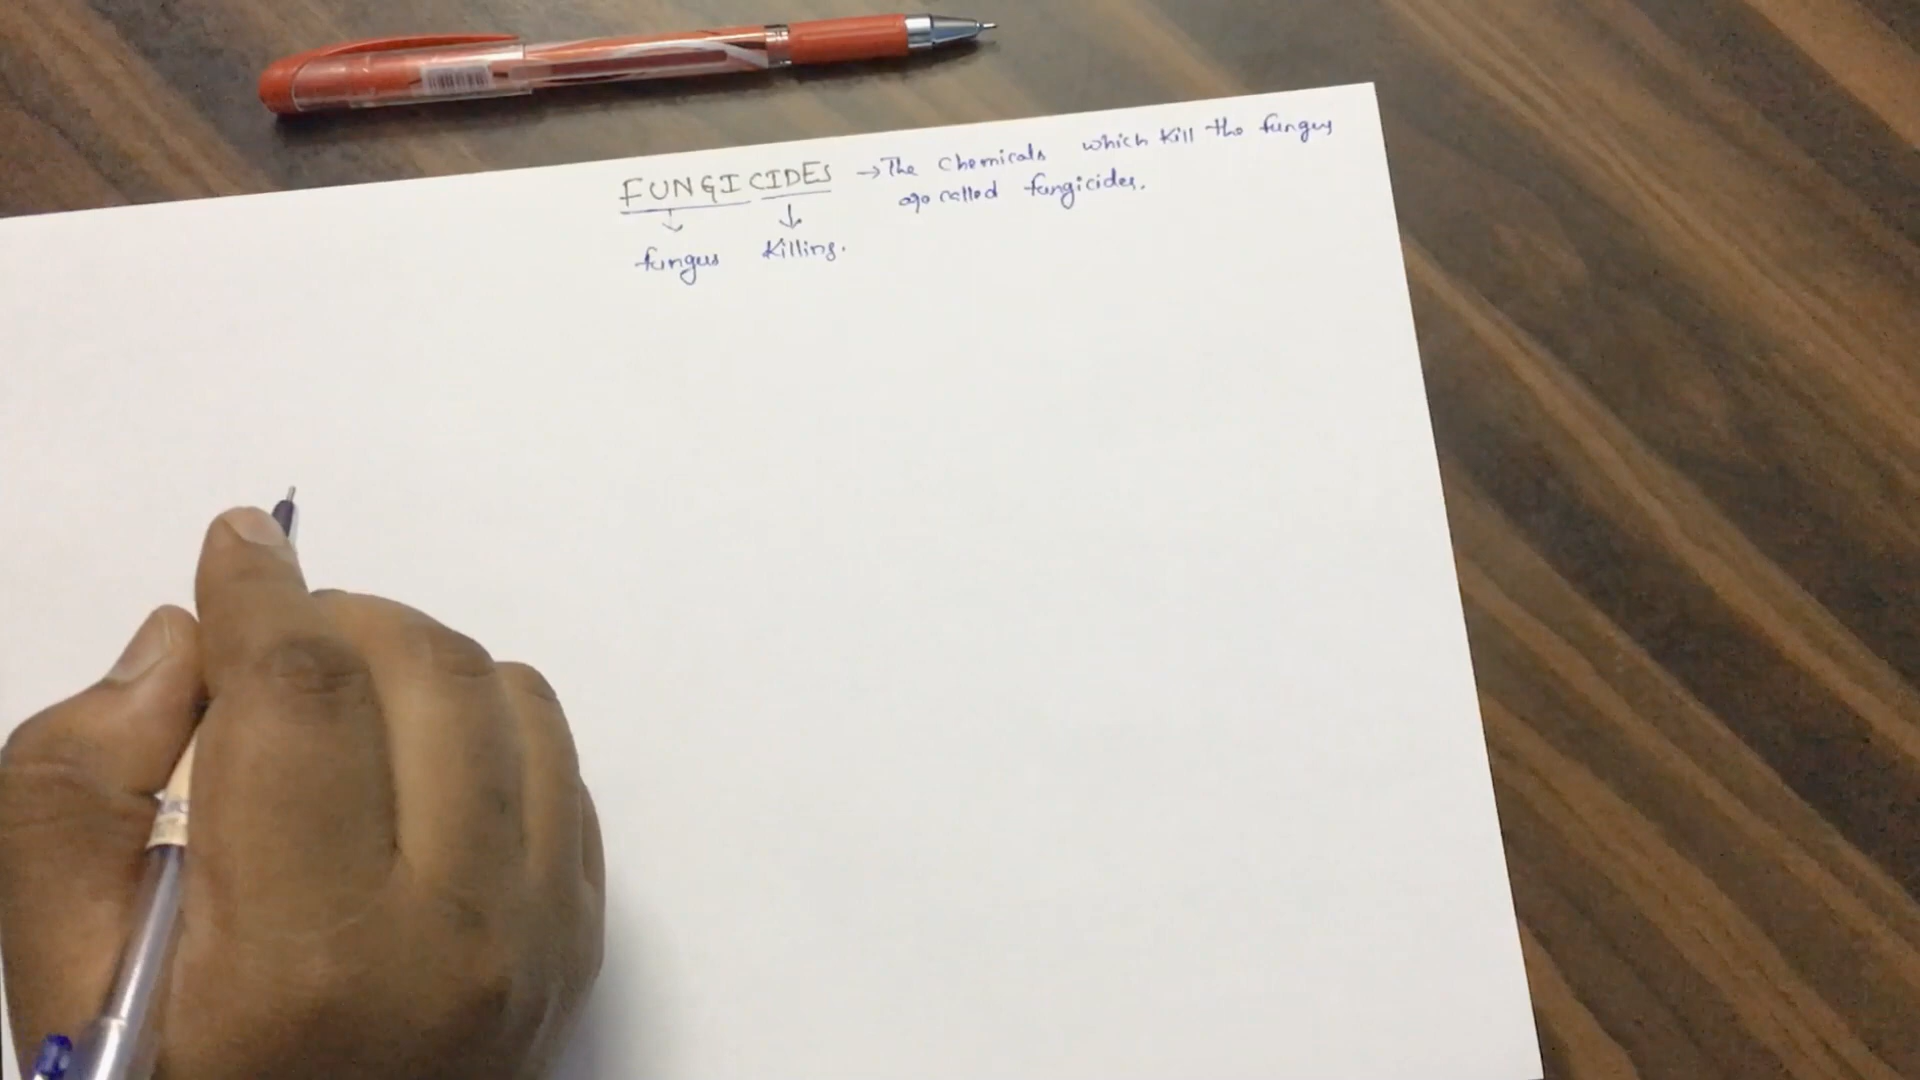 FUNGICIDES → The chemicals which kill the fungus
are called fungicides.
fungus killing.